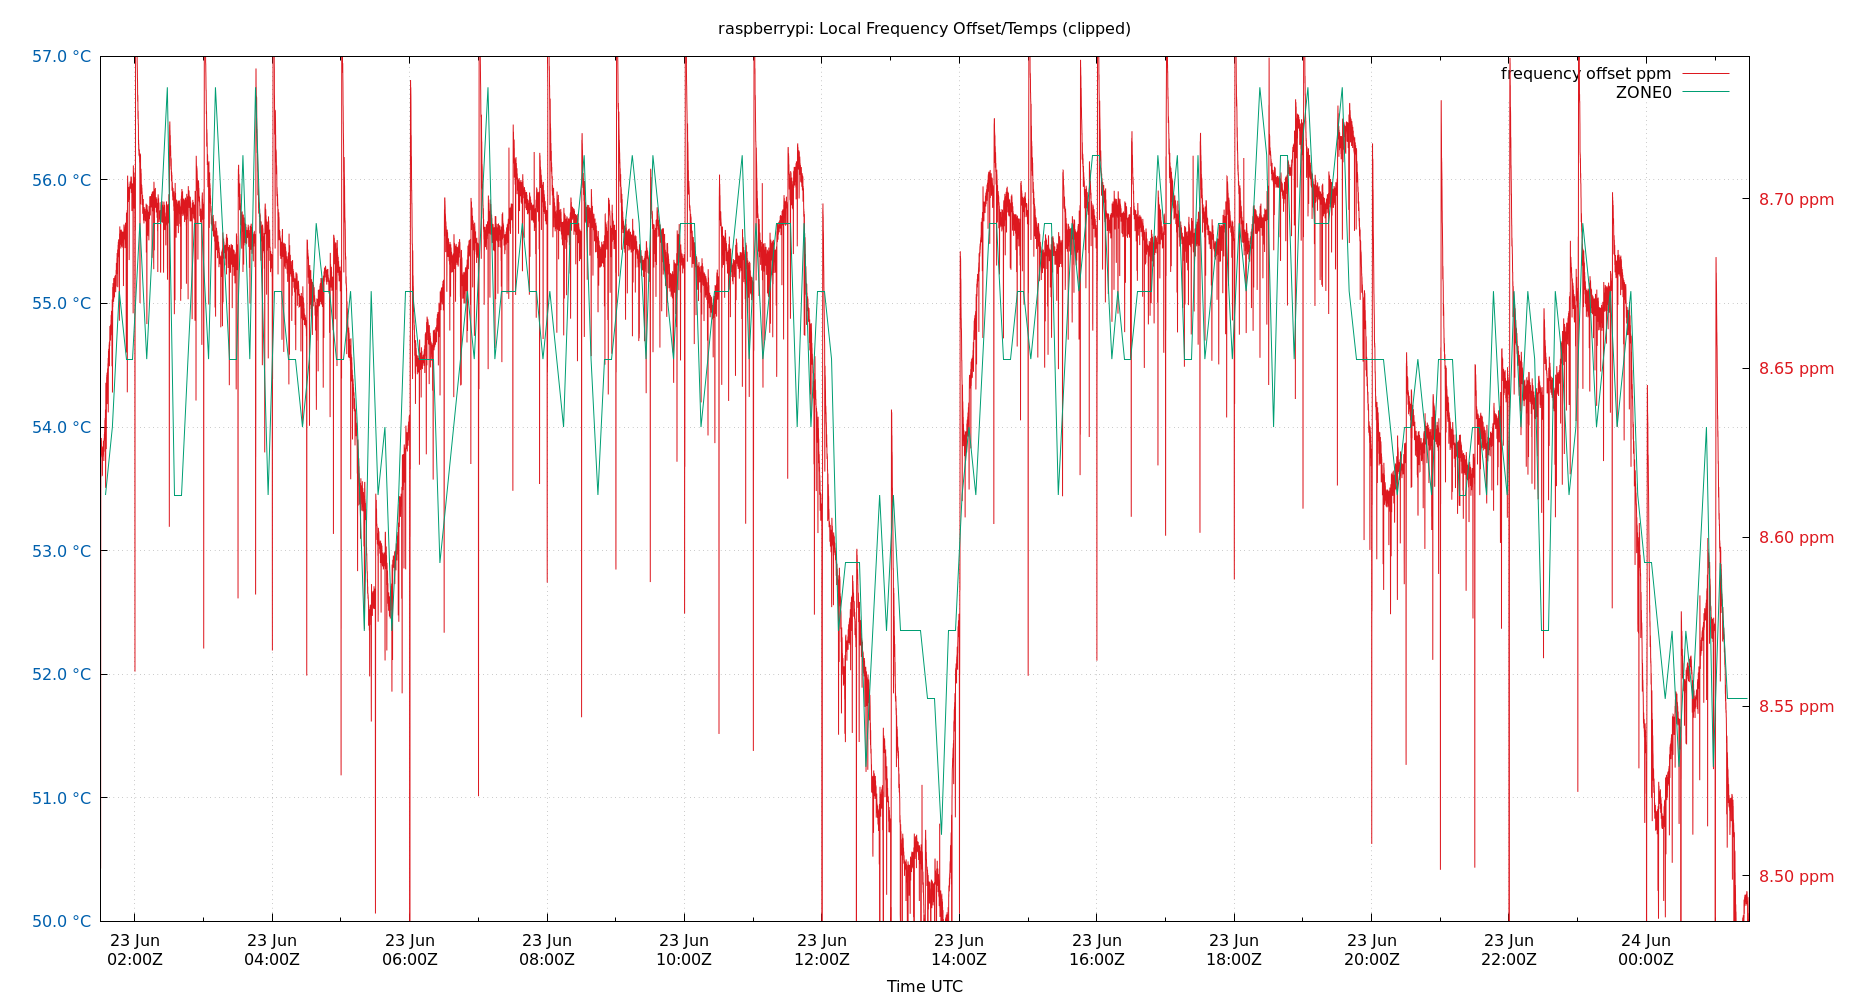 raspberrypi: Local Frequency Offset/Temps (clipped)
57.0 °C
56.0 °C
55.0 °C
54.0 °C
53.0 °C
52.0 °C
51.0 °C
50.0 °C
frequency offset ppm
ZONE0
8.70 ppm
8.65 ppm
8.60 ppm
8.55 ppm
8.50 ppm
23 Jun 23 Jun 23 Jun 23 Jun 23 Jun 23 Jun 23 Jun 23 Jun 23 Jun 23 Jun 23 Jun 24 Jun
02:00Z 04:00Z 06:00Z 08:00Z 10:00Z 12:00Z 14:00Z 16:00Z 18:00Z 20:00Z 22:00Z 00:00Z
Time UTC